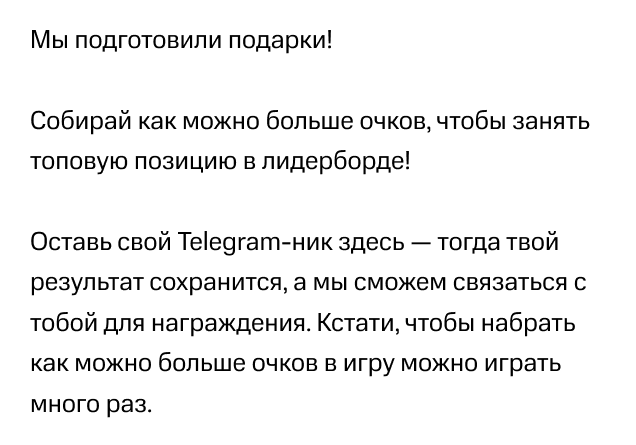 Мы подготовили подарки!
Собирай как можно больше очков, чтобы занять
топовую позицию в лидерборде!
Оставь свой Telegram-ник здесь — тогда твой
результат сохранится, а мы сможем связаться с
тобой для награждения. Кстати, чтобы набрать
как можно больше очков в игру можно играть
много раз.